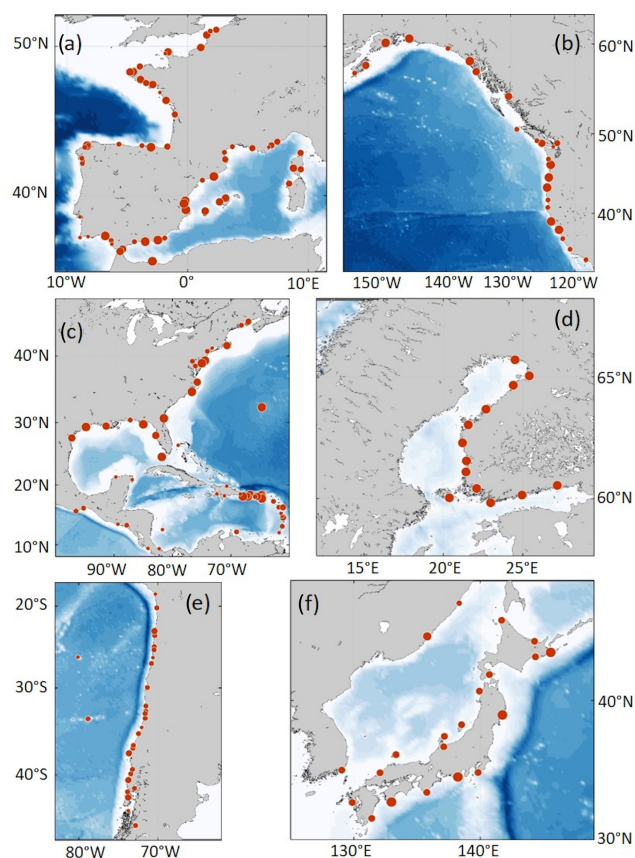 (a)
50°N
40°N
10°W
0°
10°E
(b)
60°N
50°N
40°N
150°W
140°W
130°W
120°W
(c)
40°N
30°N
20°N
10°N
90°W
80°W
70°W
(d)
65°N
60°N
15°E
20°E
25°E
(e)
20°S
30°S
40°S
80°W
70°W
(f)
40°N
30°N
130°E
140°E